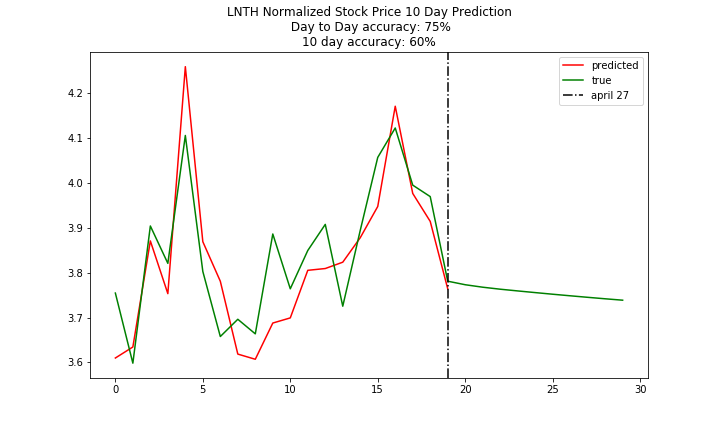 LNTH Normalized Stock Price 10 Day Prediction
Day to Day accuracy: 75%
10 day accuracy: 60%
predicted
true
april 27
4.2
4.1
4.0
3.9
3.8
3.7
3.6
0 5 10 15 20 25 30